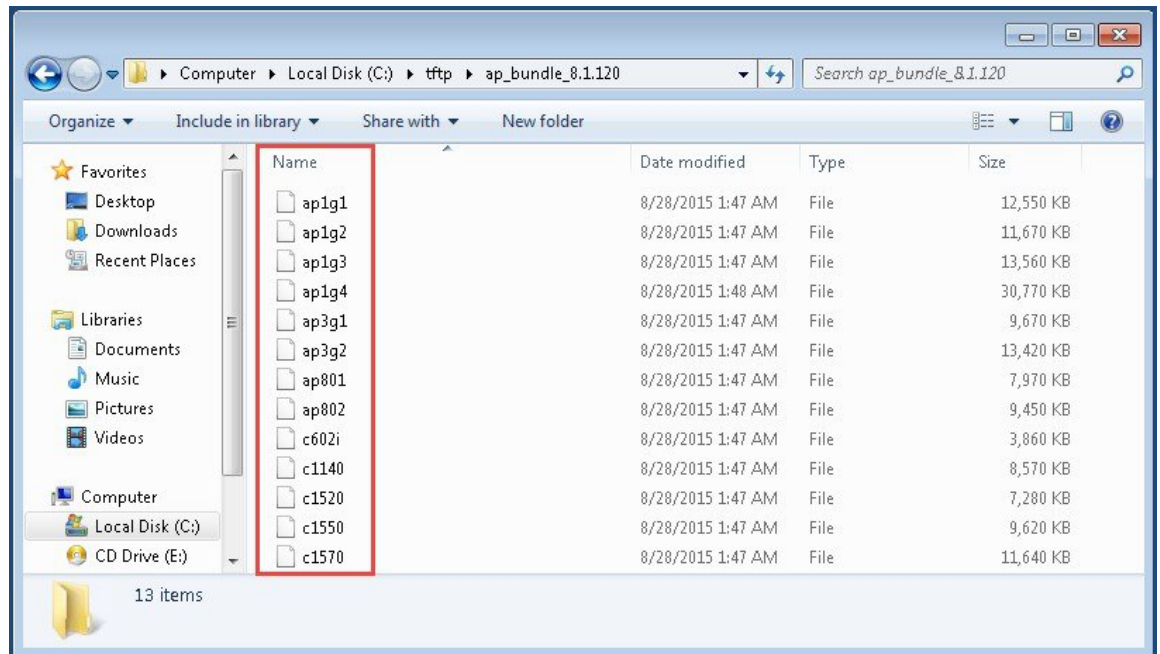 Computer Local Disk (C:) tftp ap_bundle_8.1.120 Search ap_bundle_8.1.120
Organize Include in library Share with New folder
Favorites
Desktop
Downloads
Recent Places
Libraries
Documents
Music
Pictures
Videos
Computer
Local Disk (C:)
CD Drive (E:)
Name Date modified Type Size
ap1g1 8/28/2015 1:47 AM File 12,550 KB
ap1g2 8/28/2015 1:47 AM File 11,670 KB
ap1g3 8/28/2015 1:47 AM File 13,560 KB
ap1g4 8/28/2015 1:48 AM File 30,770 KB
ap3g1 8/28/2015 1:47 AM File 9,670 KB
ap3g2 8/28/2015 1:47 AM File 13,420 KB
ap801 8/28/2015 1:47 AM File 7,970 KB
ap802 8/28/2015 1:47 AM File 9,450 KB
c602i 8/28/2015 1:47 AM File 3,860 KB
c1140 8/28/2015 1:47 AM File 8,570 KB
c1520 8/28/2015 1:47 AM File 7,280 KB
c1550 8/28/2015 1:47 AM File 9,620 KB
c1570 8/28/2015 1:47 AM File 11,640 KB
13 items